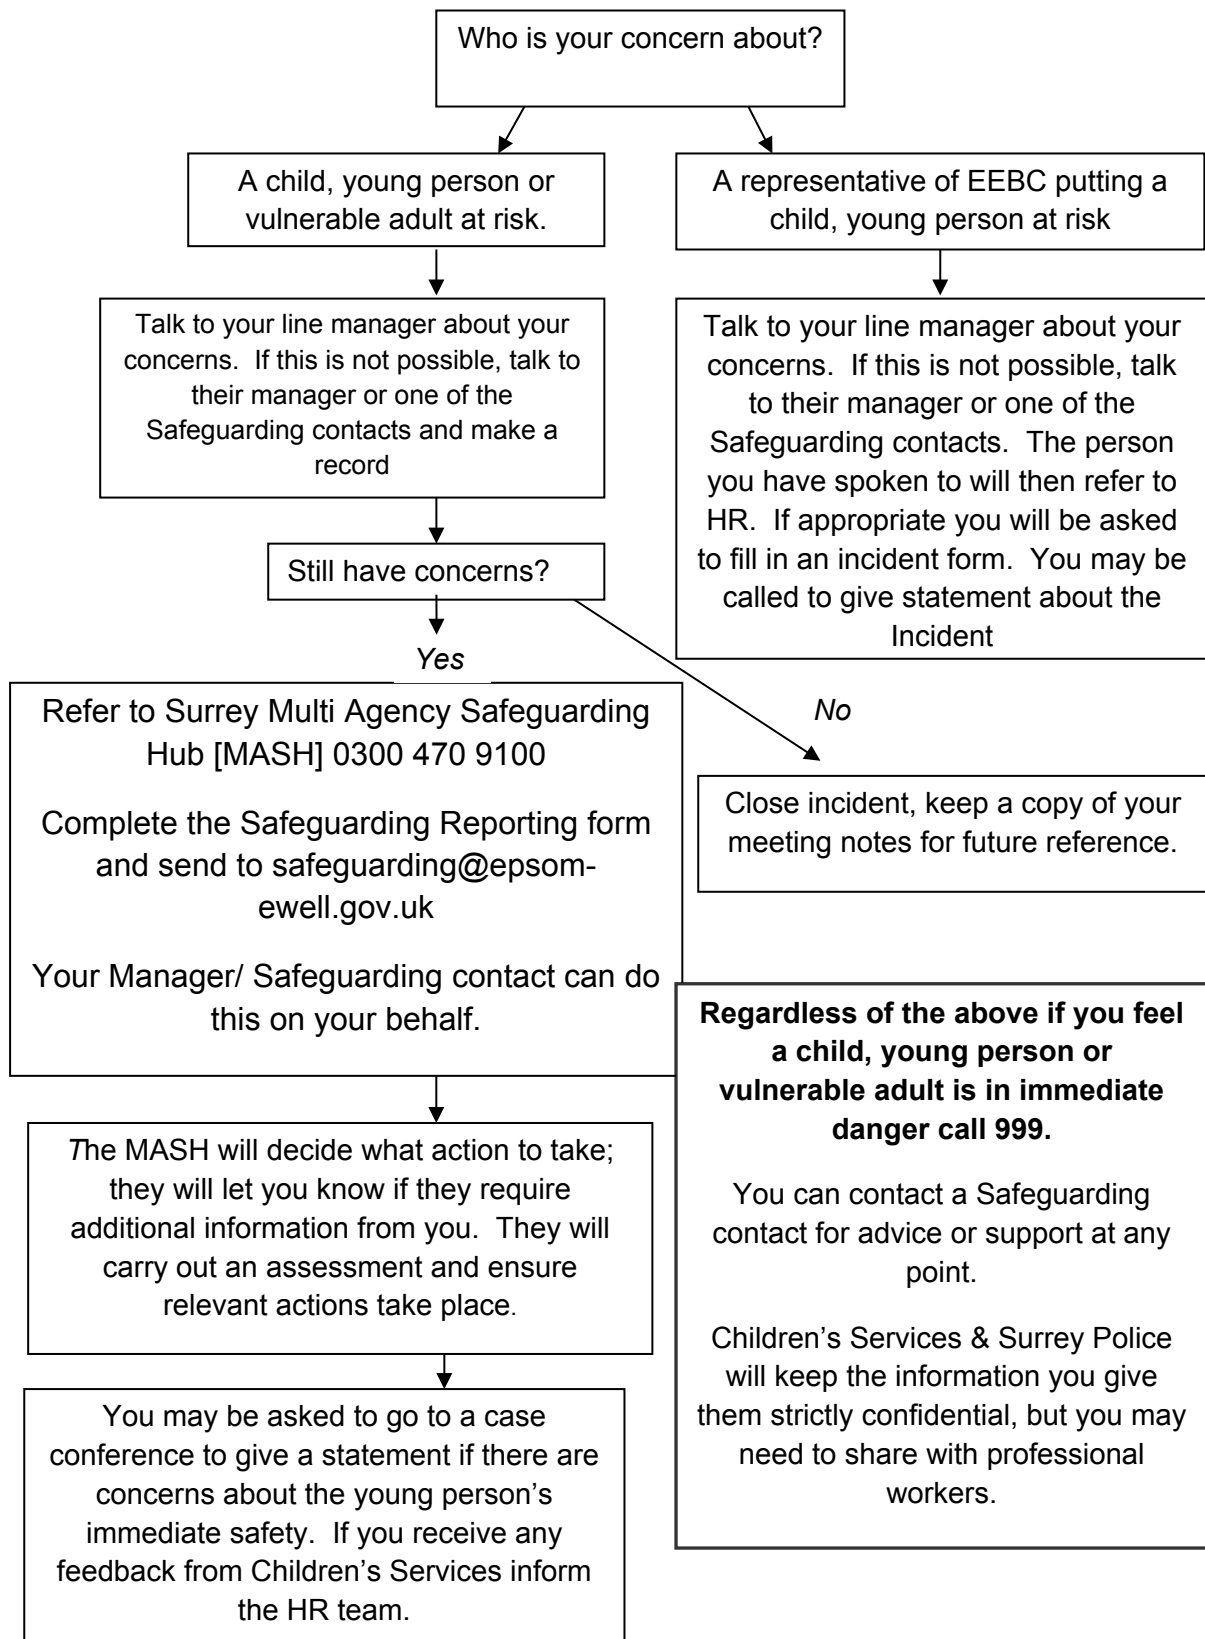 Who is your concern about?
A child, young person or
vulnerable adult at risk.
A representative of EEBC putting a
child, young person at risk
Talk to your line manager about your
concerns.  If this is not possible, talk to
their manager or one of the
Safeguarding contacts and make a
record
Talk to your line manager about your
concerns.  If this is not possible, talk
to their manager or one of the
Safeguarding contacts.  The person
you have spoken to will then refer to
HR.  If appropriate you will be asked
to fill in an incident form.  You may be
called to give statement about the
Incident
Still have concerns?
Yes
No
Refer to Surrey Multi Agency Safeguarding
Hub [MASH] 0300 470 9100
Complete the Safeguarding Reporting form
and send to safeguarding@epsom-
ewell.gov.uk
Your Manager/ Safeguarding contact can do
this on your behalf.
Close incident, keep a copy of your
meeting notes for future reference.
The MASH will decide what action to take;
they will let you know if they require
additional information from you.  They will
carry out an assessment and ensure
relevant actions take place.
You may be asked to go to a case
conference to give a statement if there are
concerns about the young person’s
immediate safety.  If you receive any
feedback from Children’s Services inform
the HR team.
Regardless of the above if you feel
a child, young person or
vulnerable adult is in immediate
danger call 999.
You can contact a Safeguarding
contact for advice or support at any
point.
Children’s Services & Surrey Police
will keep the information you give
them strictly confidential, but you may
need to share with professional
workers.